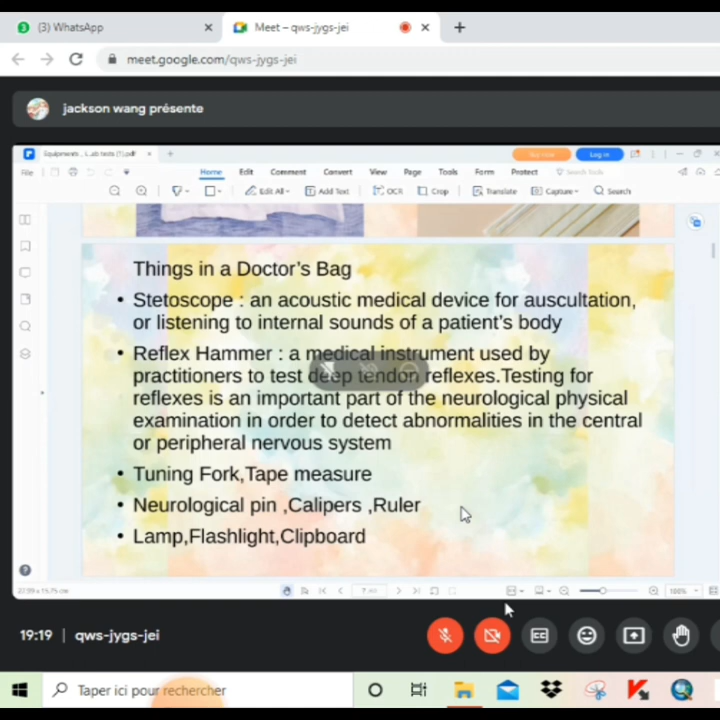 (3) WhatsApp
Meet – qws-jygs-jei
meet.google.com/qws-jygs-jei
jackson wang présente
Log in
File Home Edit Comment Convert View Page Tools Form Protect Search Tools
Edit All Add Text OCR Crop Translate Capture Search
Things in a Doctor's Bag
• Stetoscope : an acoustic medical device for auscultation,
or listening to internal sounds of a patient's body
• Reflex Hammer : a medical instrument used by
practitioners to test deep tendon reflexes.Testing for
reflexes is an important part of the neurological physical
examination in order to detect abnormalities in the central
or peripheral nervous system
• Tuning Fork,Tape measure
• Neurological pin ,Calipers ,Ruler
• Lamp,Flashlight,Clipboard
100%
19:19 | qws-jygs-jei
CC
Taper ici pour rechercher